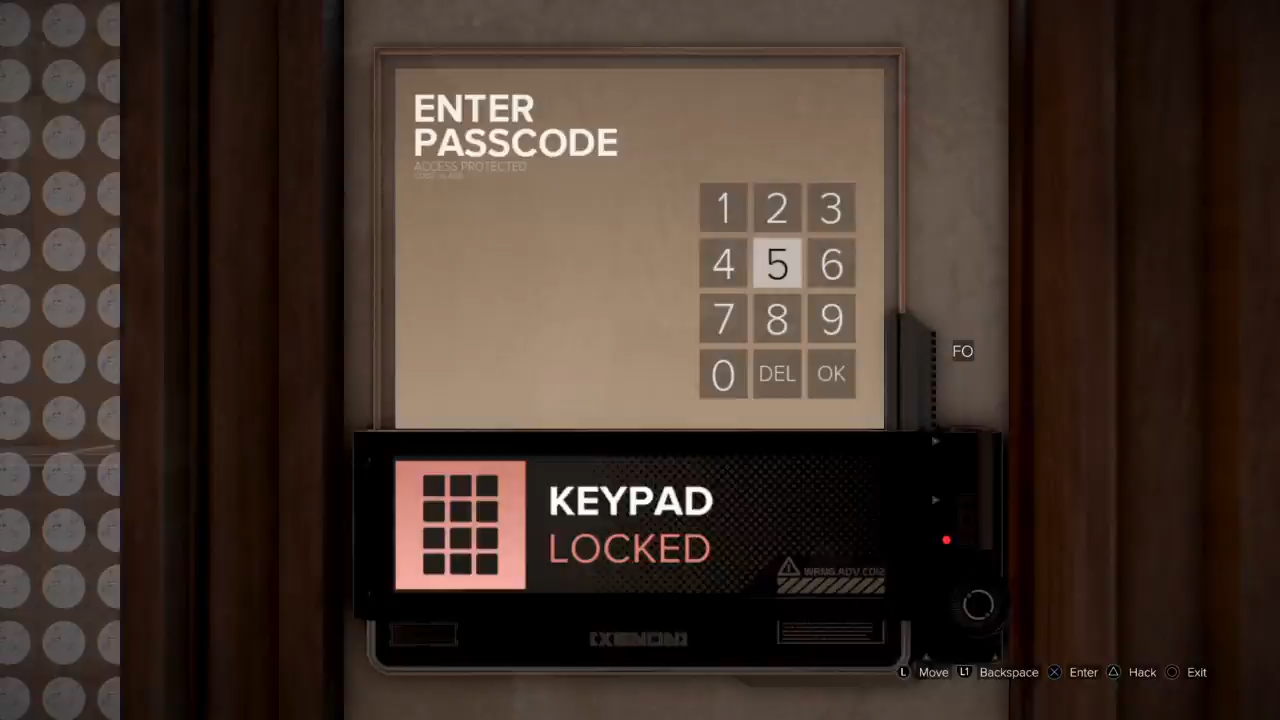 ENTER
PASSCODE
ACCESS PROTECTED
1 2 3
4 5 6
7 8 9
0 DEL OK
FO
KEYPAD
LOCKED
L Move L1 Backspace Enter Hack Exit